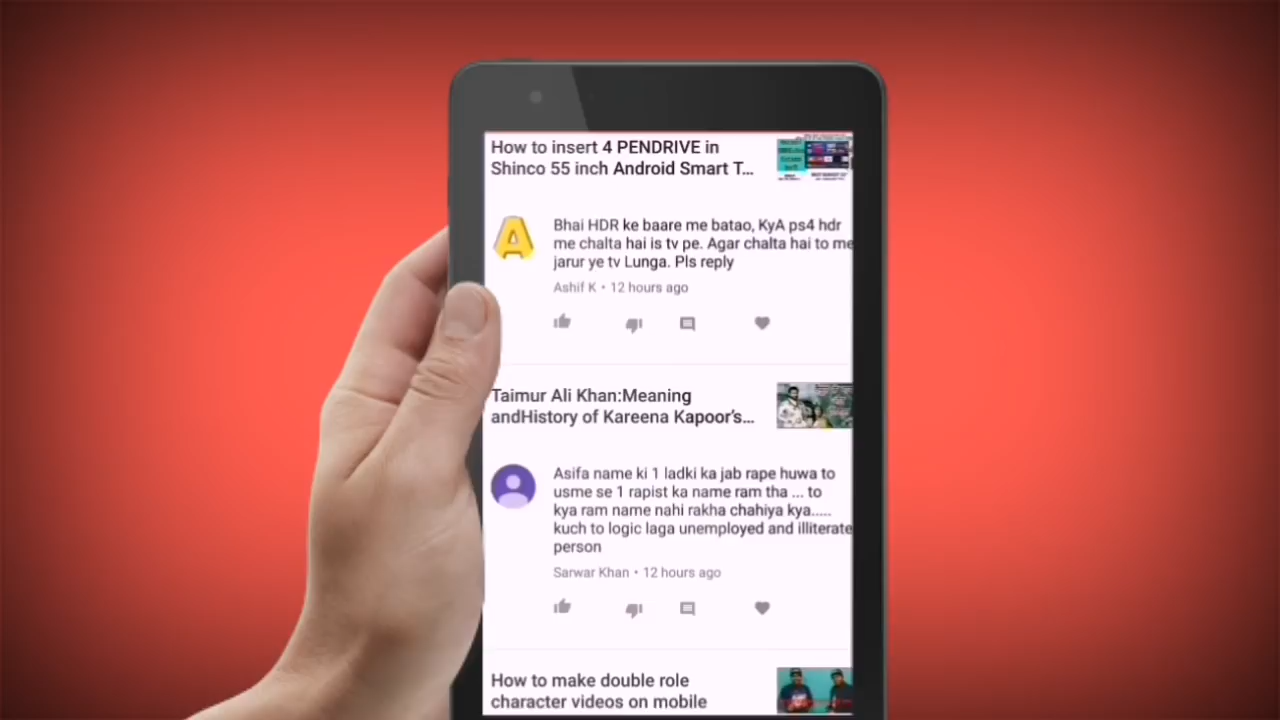 How to insert 4 PENDRIVE in
Shinco 55 inch Android Smart T...
Bhai HDR ke baare me batao, KyA ps4 hdr
me chalta hai is tv pe. Agar chalta hai to me
jarur ye tv Lunga. Pls reply
Ashif K • 12 hours ago
Taimur Ali Khan:Meaning
andHistory of Kareena Kapoor's...
Asifa name ki 1 ladki ka jab rape huwa to
usme se 1 rapist ka name ram tha ... to
kya ram name nahi rakha chahiya kya.....
kuch to logic laga unemployed and illiterate
person
Sarwar Khan • 12 hours ago
How to make double role
character videos on mobile